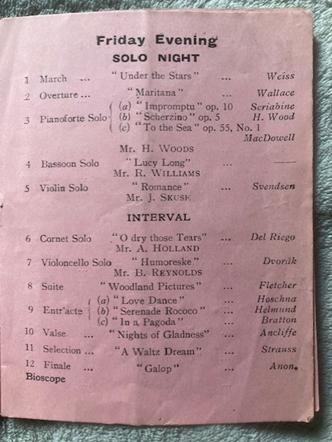 Friday Evening
SOLO NIGHT
1 March ... "Under the Stars" ... Weiss
2 Overture... "Maritana" ... Wallace
(a) "Impromptu" op. 10 Scriabine
3 Pianoforte Solo (b) "Scherzino" op. 5 H. Wood
(c) "To the Sea" op. 55, No. 1
MacDowell
Mr. H. WOODS
4 Bassoon Solo "Lucy Long" ... ——
Mr. R. WILLIAMS
5 Violin Solo "Romance" ... Svendsen
Mr. J. SKUSE
INTERVAL
6 Cornet Solo "O dry those Tears" ... Del Riego
Mr. A. HOLLAND
7 Violoncello Solo "Humoreske" ... Dvorák
Mr. B. REYNOLDS
8 Suite "Woodland Pictures" ... Fletcher
(a) "Love Dance" ... Hoschna
9 Entr'acte (b) "Serenade Rococo" ... Helmund
(c) "In a Pagoda" ... Bratton
10 Valse ... "Nights of Gladness" ... Ancliffe
11 Selection ... "A Waltz Dream" ... Strauss
12 Finale ... "Galop" ... Anon.
Bioscope